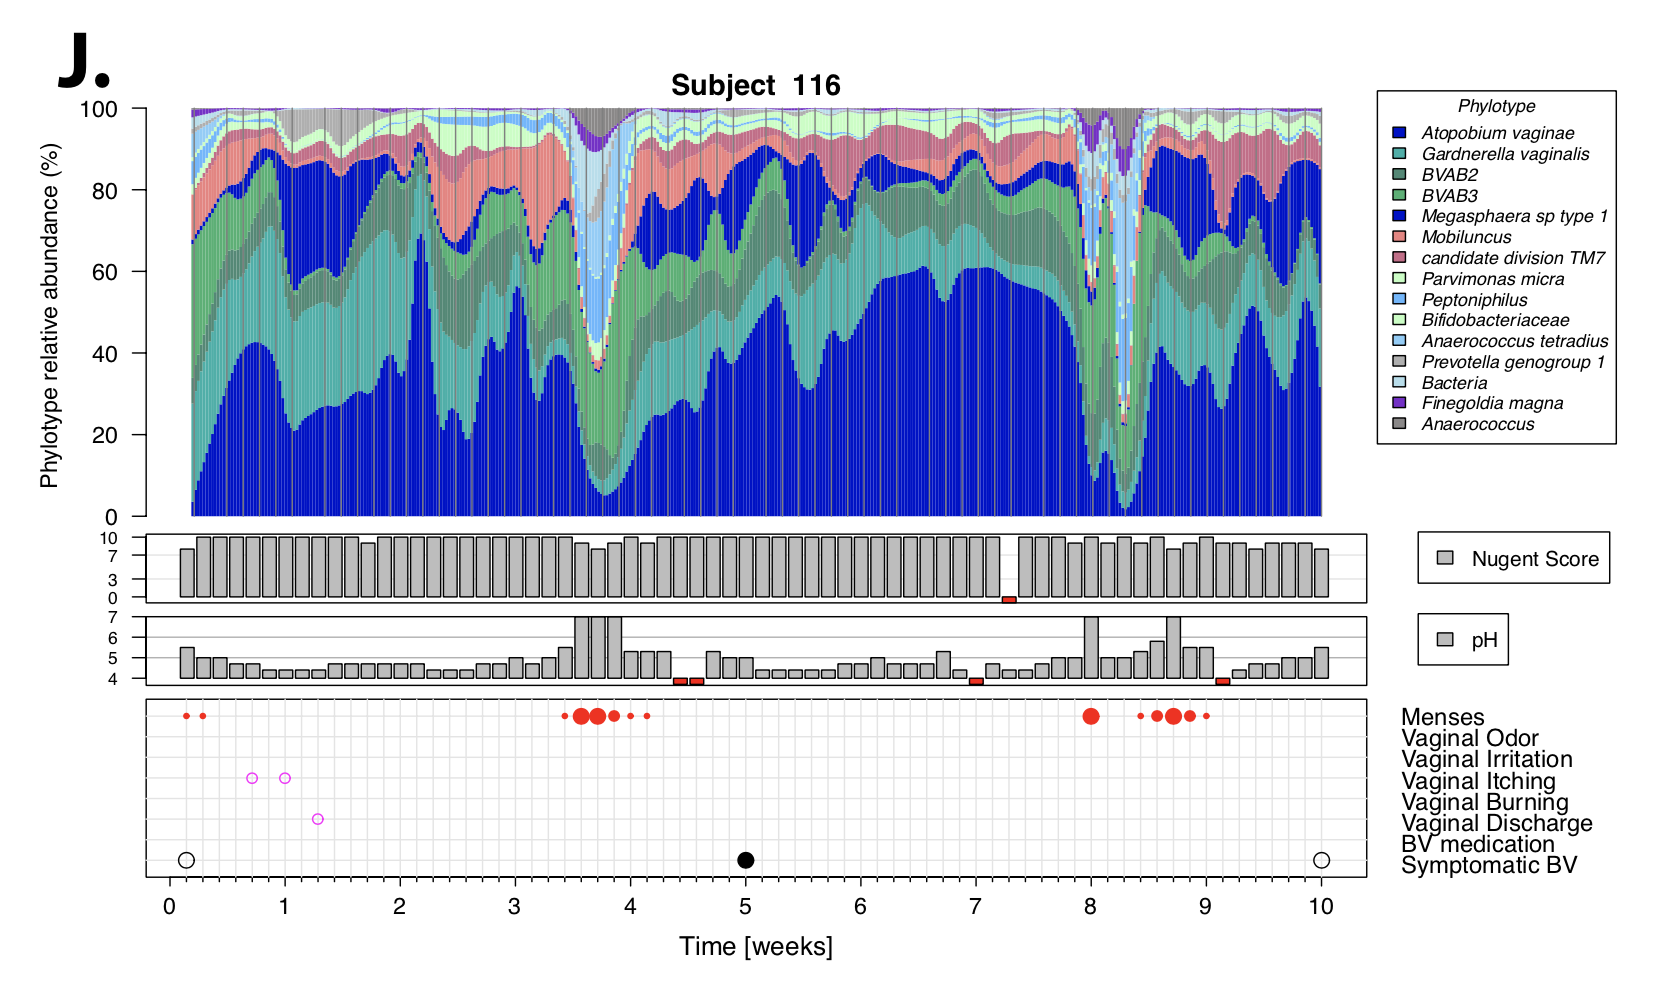 J.
Subject 116
Phylotype relative abundance (%)
100
80
60
40
20
0
Phylotype
Atopobium vaginae
Gardnerella vaginalis
BVAB2
BVAB3
Megasphaera sp type 1
Mobiluncus
candidate division TM7
Parvimonas micra
Peptoniphilus
Bifidobacteriaceae
Anaerococcus tetradius
Prevotella genogroup 1
Bacteria
Finegoldia magna
Anaerococcus
10
7
3
0
Nugent Score
7
6
5
4
pH
Menses
Vaginal Odor
Vaginal Irritation
Vaginal Itching
Vaginal Burning
Vaginal Discharge
BV medication
Symptomatic BV
0 1 2 3 4 5 6 7 8 9 10
Time [weeks]